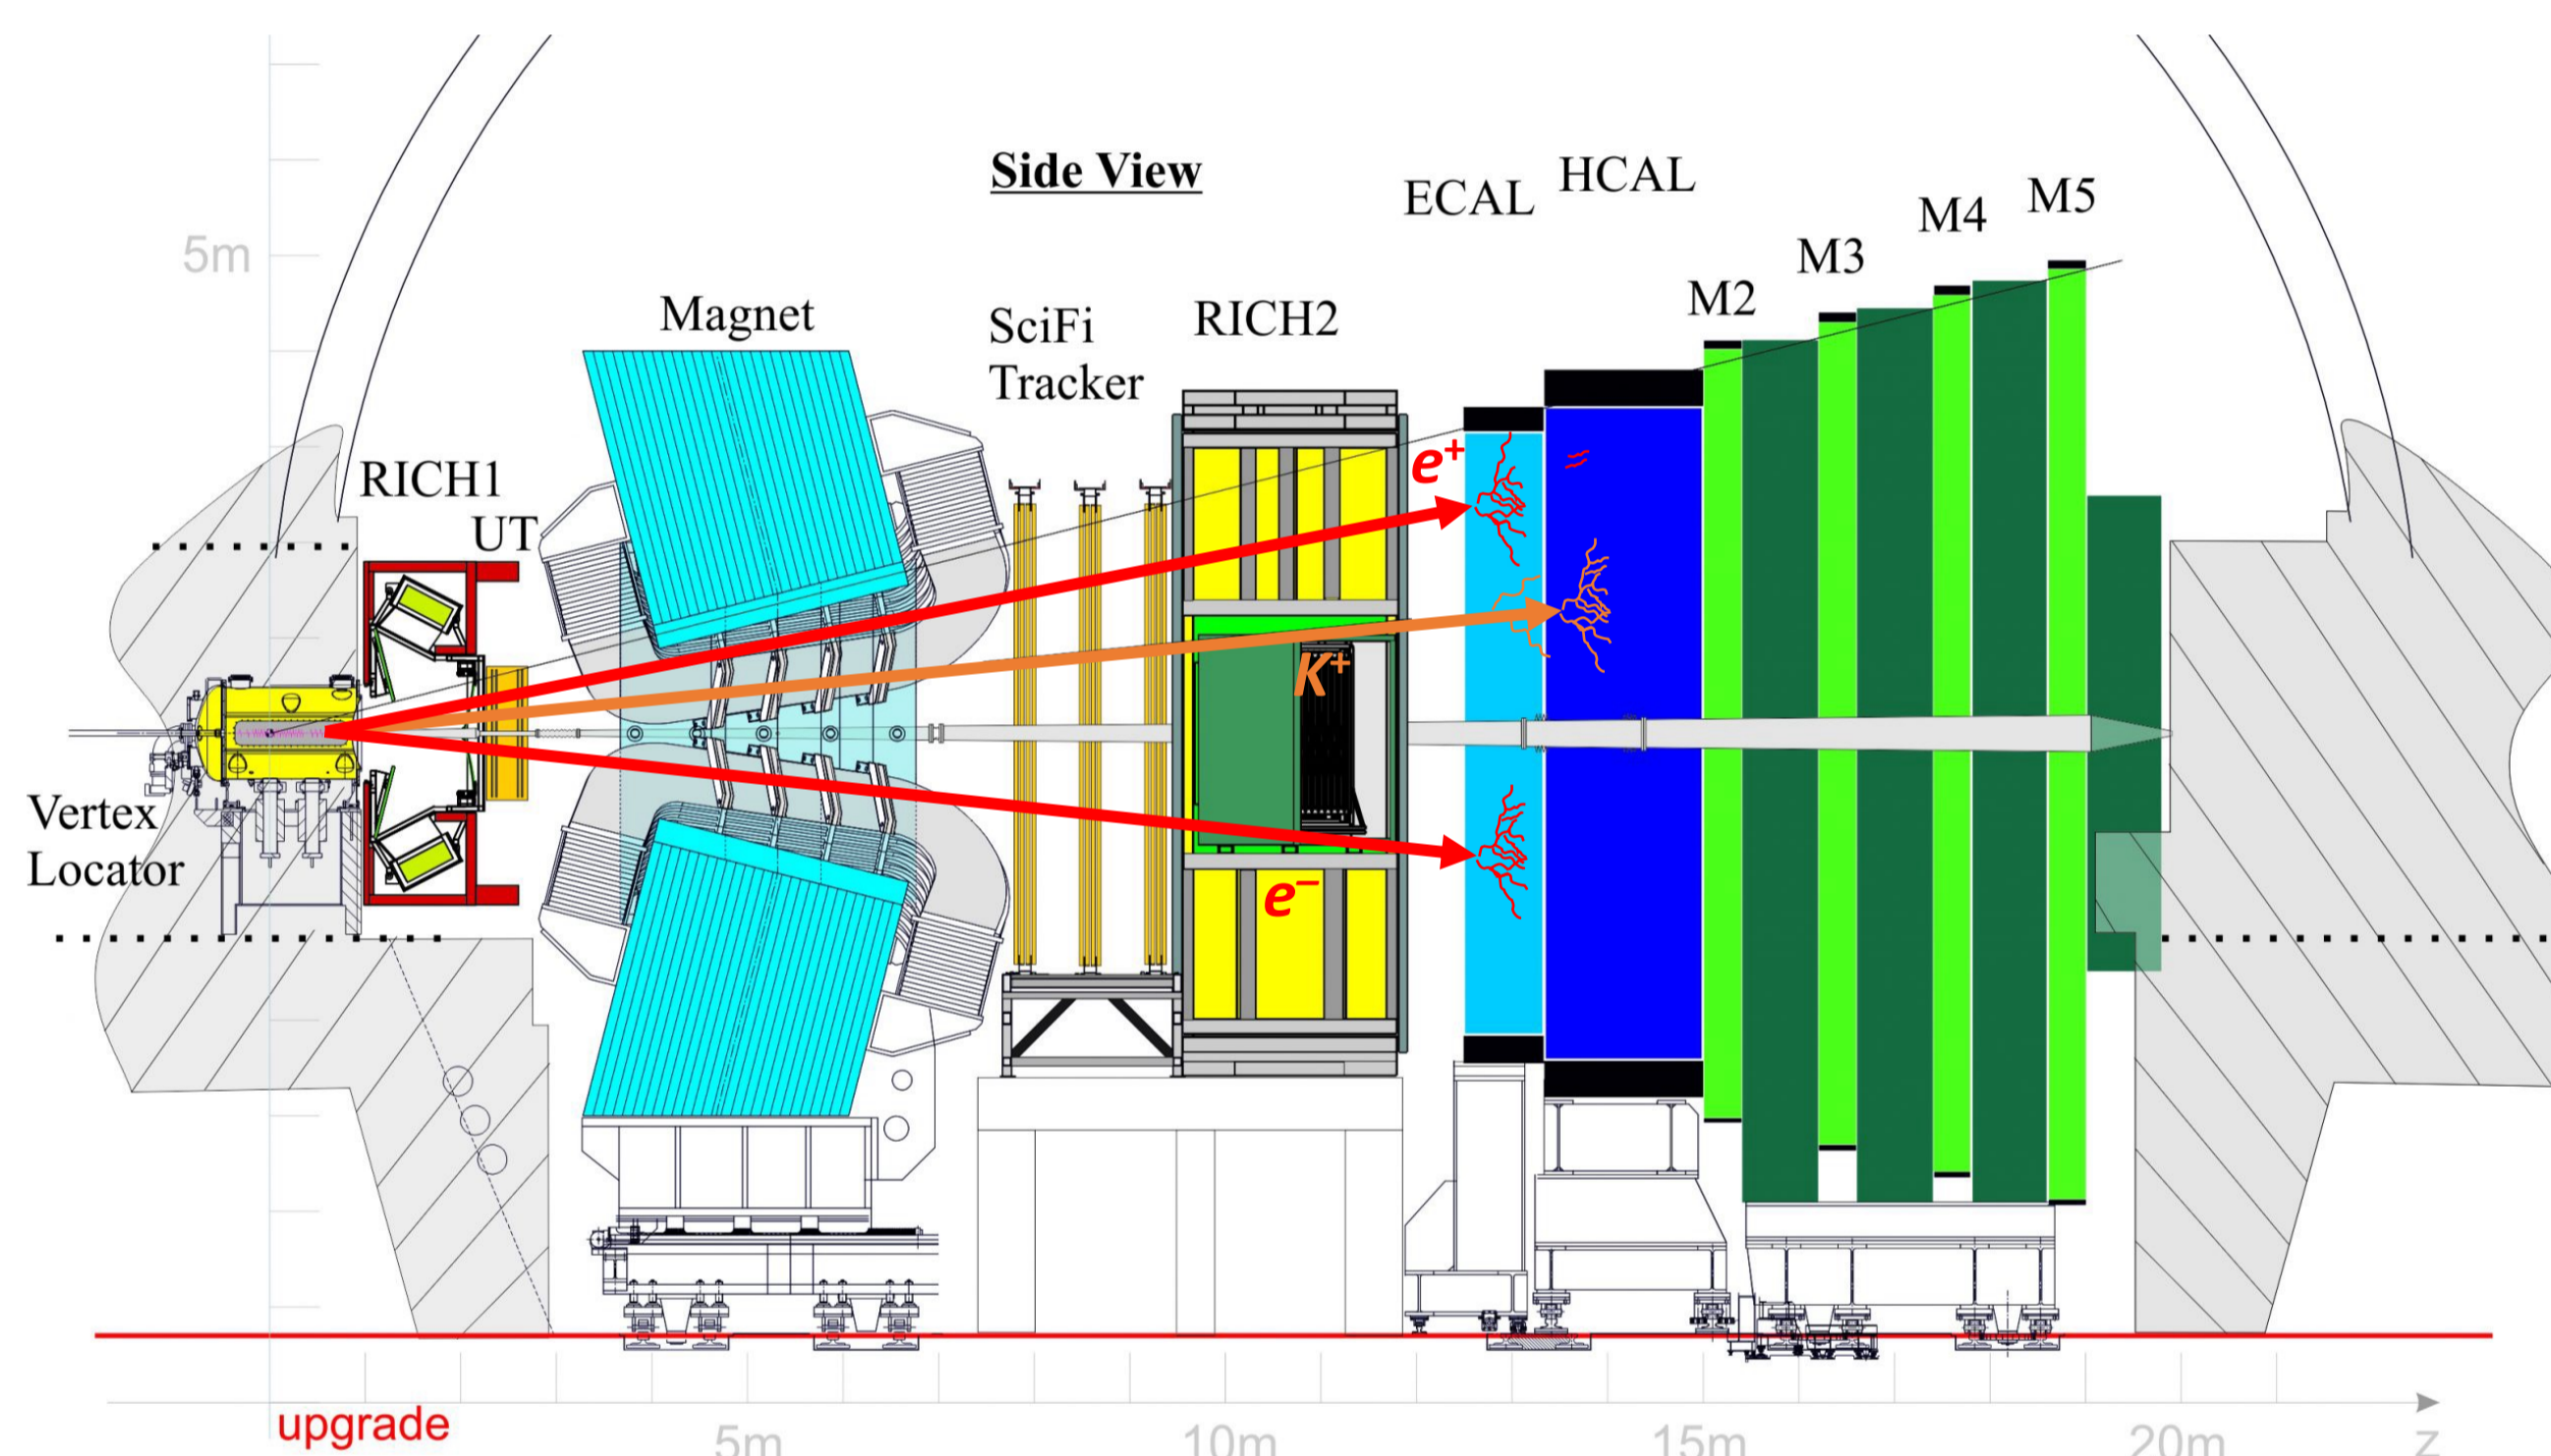 Side View
ECAL
HCAL
M5
M4
M3
M2
5m
Magnet
SciFi
Tracker
RICH2
e+
RICH1
UT
K+
Vertex
Locator
e−
upgrade
5m
10m
15m
20m
z